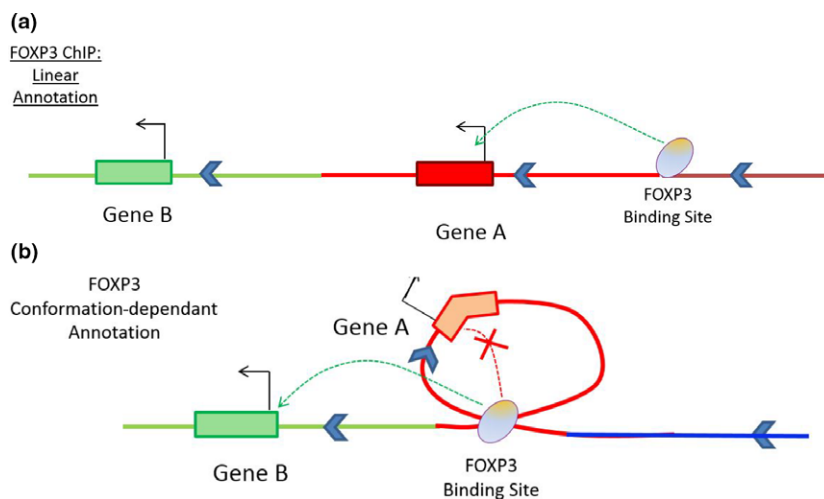 (a)
FOXP3 ChIP:
Linear
Annotation
Gene B
Gene A
FOXP3
Binding Site
(b)
FOXP3
Conformation-dependant
Annotation
Gene A
Gene B
FOXP3
Binding Site